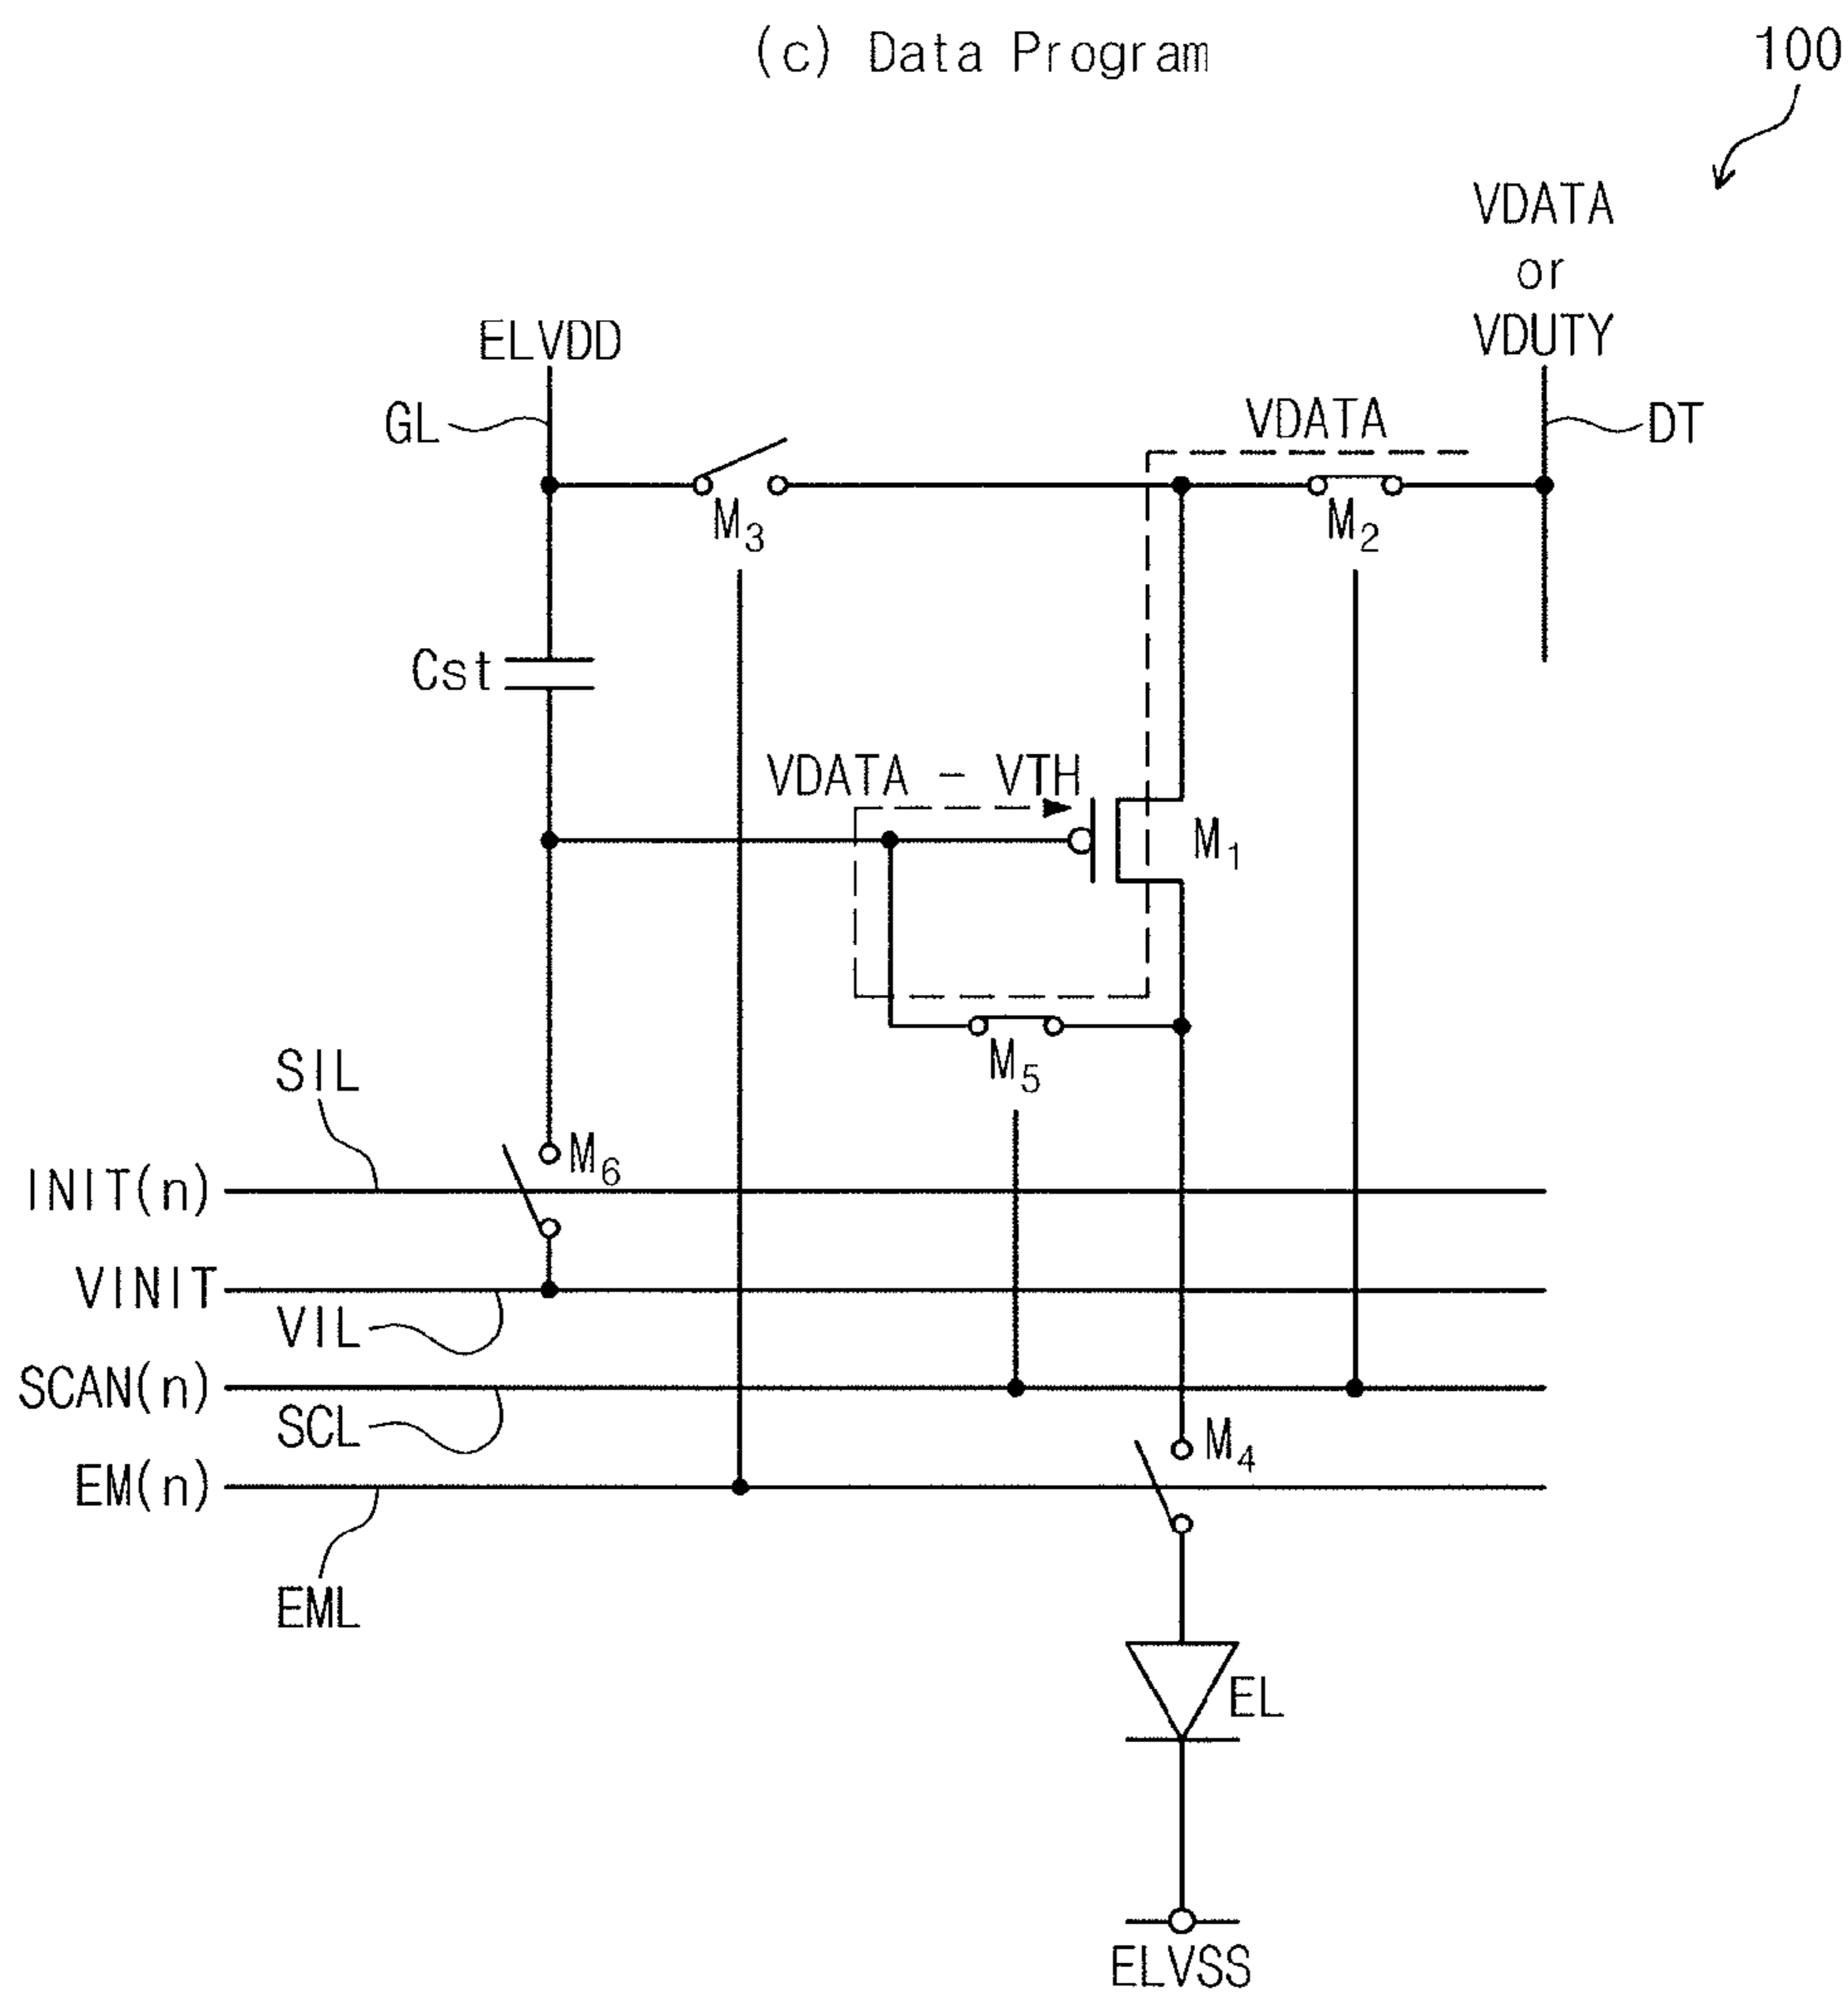 (c) Data Program
100
VDATA
or
VDUTY
ELVDD
GL
VDATA
DT
M3
M2
Cst
VDATA - VTH
M1
M5
SIL
M6
INIT(n)
VINIT
VIL
SCAN(n)
SCL
M4
EM(n)
EML
EL
ELVSS